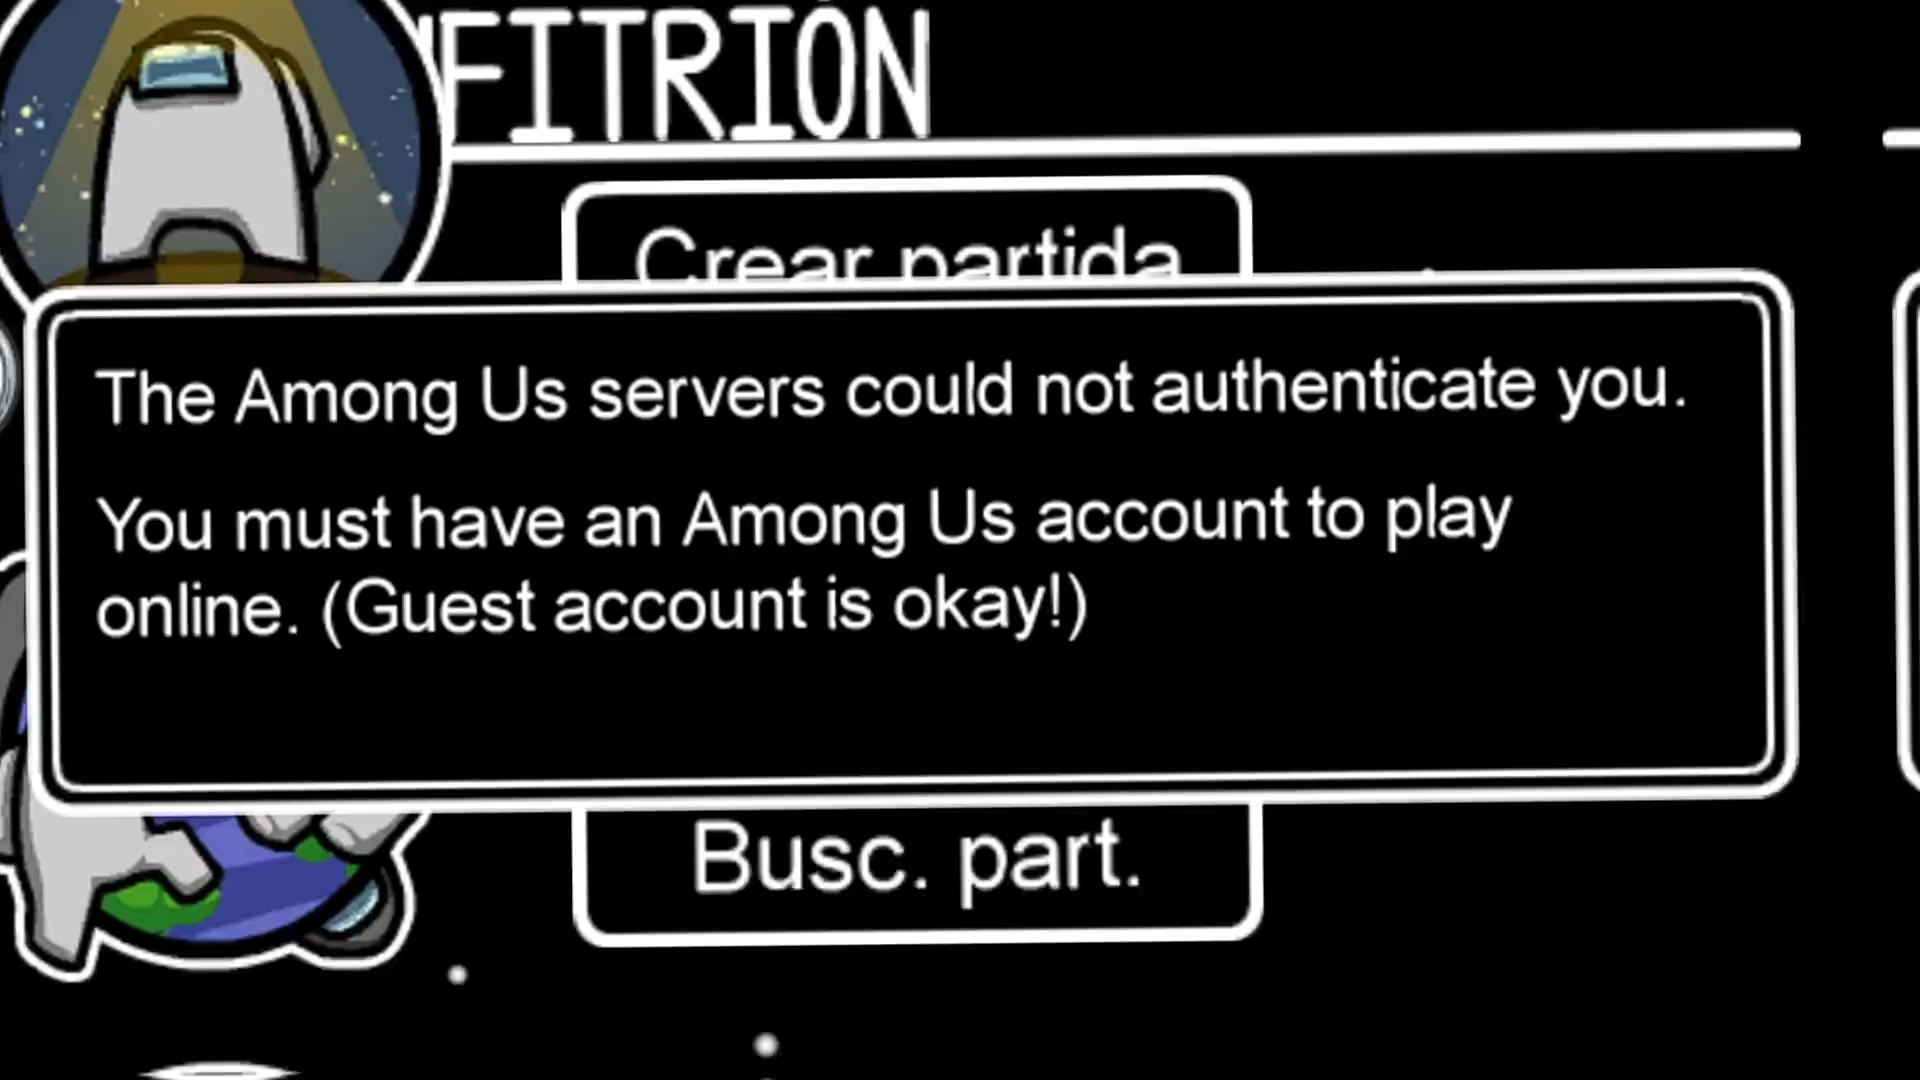 FITRIÓN
Crear partida
The Among Us servers could not authenticate you.
You must have an Among Us account to play
online. (Guest account is okay!)
Busc. part.